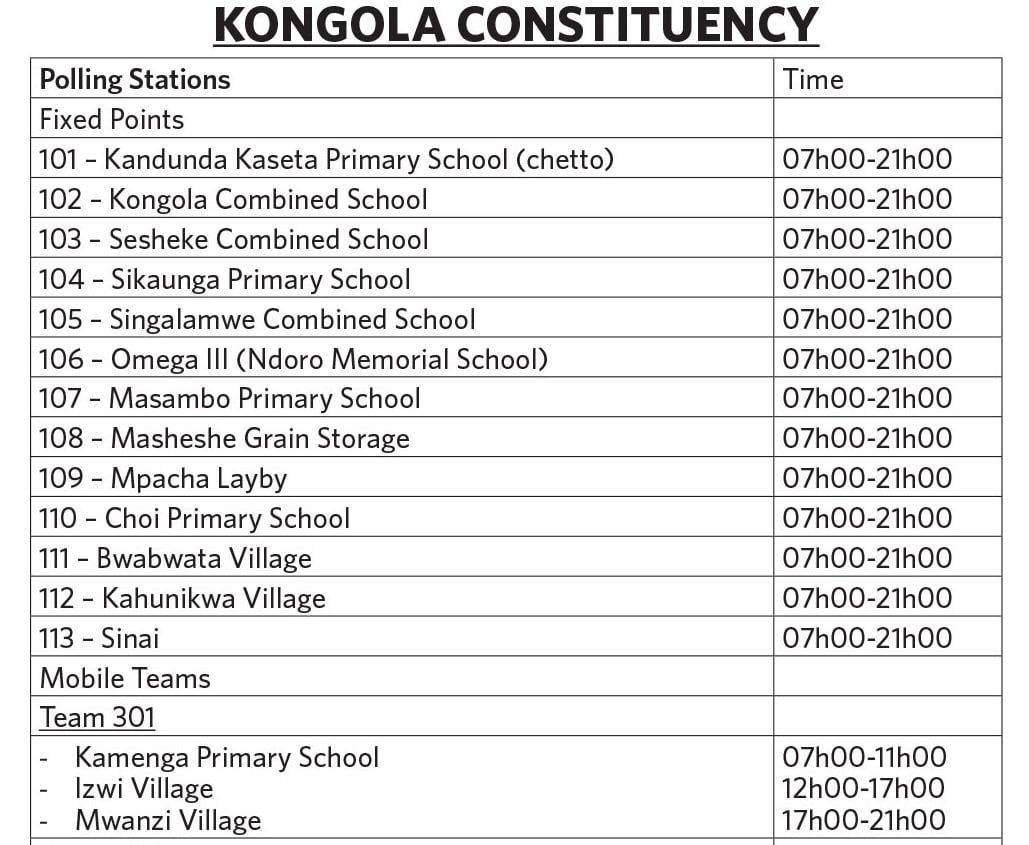 KONGOLA CONSTITUENCY
Polling Stations Time
Fixed Points
101 – Kandunda Kaseta Primary School (chetto) 07h00-21h00
102 – Kongola Combined School 07h00-21h00
103 – Sesheke Combined School 07h00-21h00
104 – Sikaunga Primary School 07h00-21h00
105 – Singalamwe Combined School 07h00-21h00
106 – Omega III (Ndoro Memorial School) 07h00-21h00
107 – Masambo Primary School 07h00-21h00
108 – Masheshe Grain Storage 07h00-21h00
109 – Mpacha Layby 07h00-21h00
110 – Choi Primary School 07h00-21h00
111 – Bwabwata Village 07h00-21h00
112 – Kahunikwa Village 07h00-21h00
113 – Sinai 07h00-21h00
Mobile Teams
Team 301
- Kamenga Primary School 07h00-11h00
- Izwi Village 12h00-17h00
- Mwanzi Village 17h00-21h00